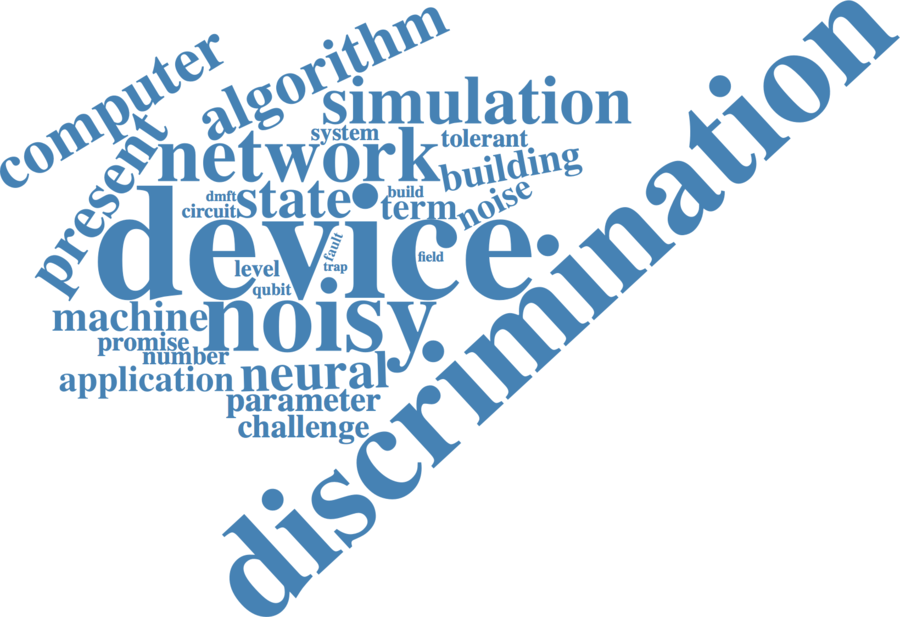 computer
algorithm
discrimination
simulation
present
system
tolerant
network
building
dmft
build
state
term
noise
circuit
device
fault
field
level
trap
qubit
machine
noisy
promise
number
application
neural
parameter
challenge